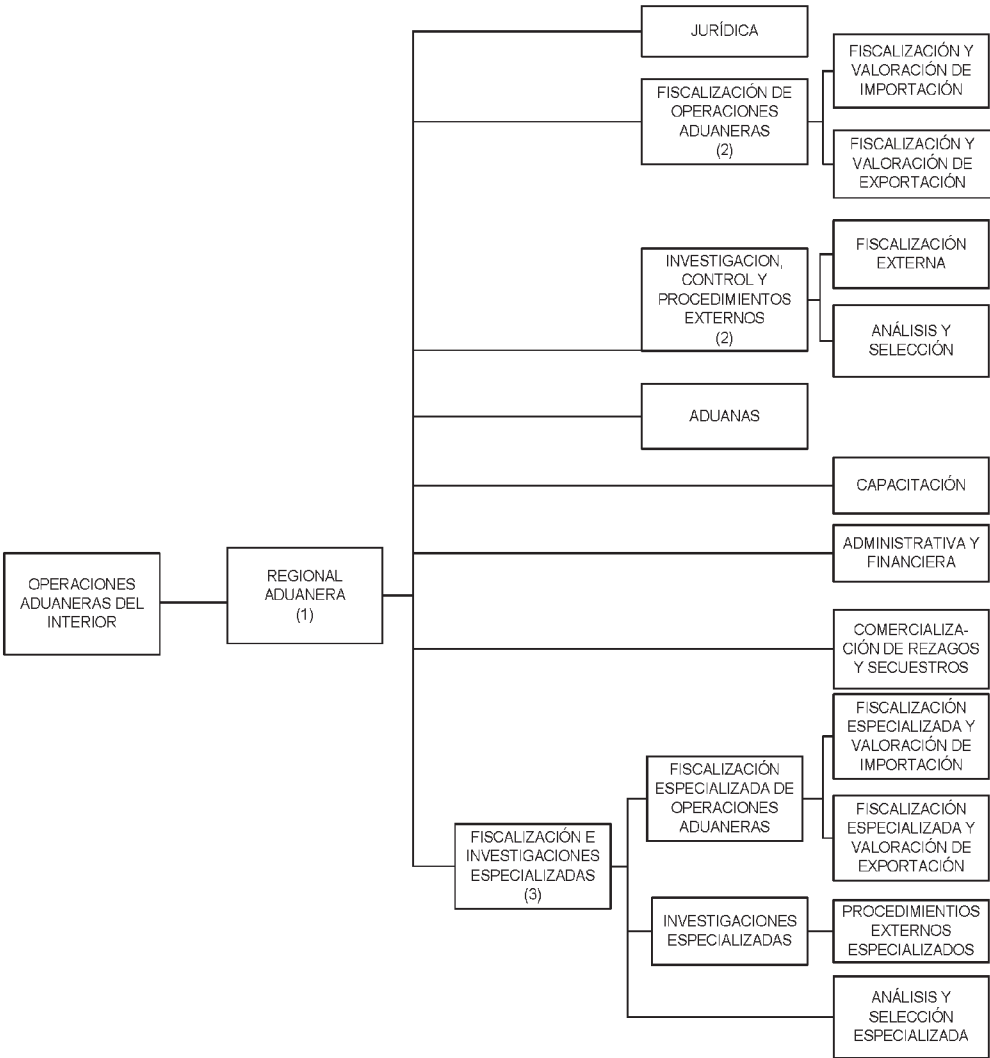 JURÍDICA
FISCALIZACIÓN DE
OPERACIONES
ADUANERAS
(2)
FISCALIZACIÓN Y
VALORACIÓN DE
IMPORTACIÓN
FISCALIZACIÓN Y
VALORACIÓN DE
EXPORTACIÓN
INVESTIGACION,
CONTROL Y
PROCEDIMIENTOS
EXTERNOS
(2)
FISCALIZACIÓN
EXTERNA
ANÁLISIS Y
SELECCIÓN
ADUANAS
CAPACITACIÓN
ADMINISTRATIVA Y
FINANCIERA
OPERACIONES
ADUANERAS DEL
INTERIOR
REGIONAL
ADUANERA
(1)
COMERCIALIZA-
CIÓN DE REZAGOS
Y SECUESTROS
FISCALIZACIÓN E
INVESTIGACIONES
ESPECIALIZADAS
(3)
FISCALIZACIÓN
ESPECIALIZADA DE
OPERACIONES
ADUANERAS
FISCALIZACIÓN
ESPECIALIZADA Y
VALORACIÓN DE
IMPORTACIÓN
FISCALIZACIÓN
ESPECIALIZADA Y
VALORACIÓN DE
EXPORTACIÓN
INVESTIGACIONES
ESPECIALIZADAS
PROCEDIMIENTIOS
EXTERNOS
ESPECIALIZADOS
ANÁLISIS Y
SELECCIÓN
ESPECIALIZADA